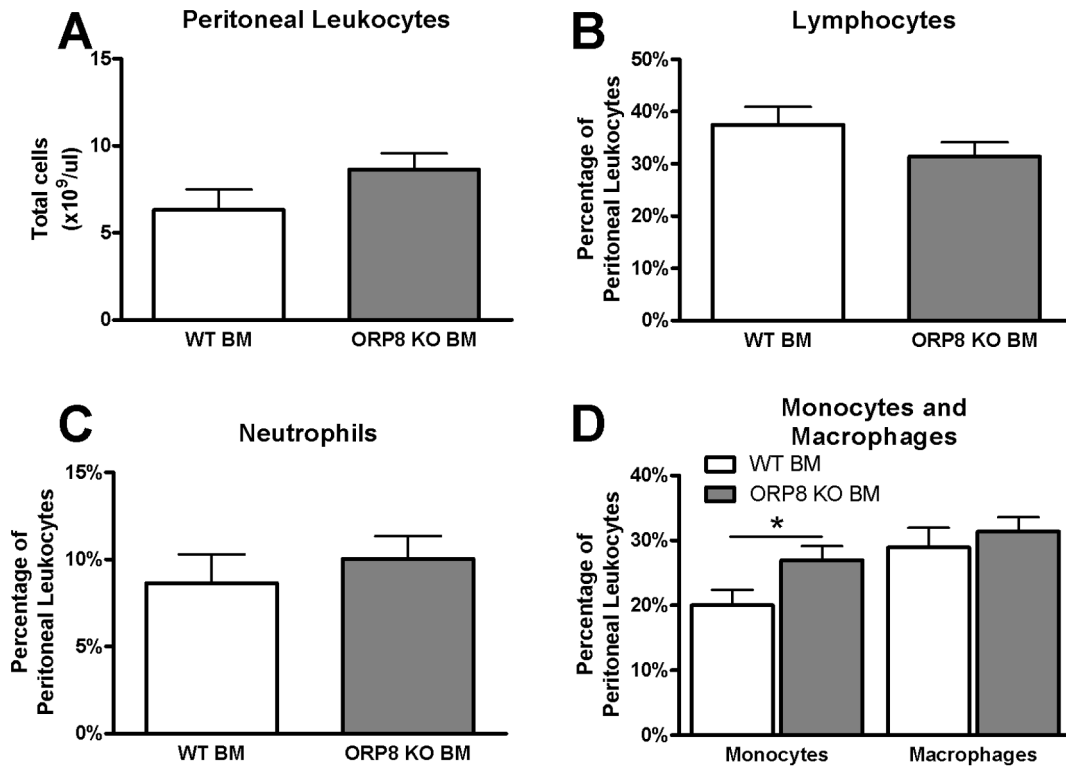 A
Peritoneal Leukocytes
Total cells
(x10⁹/ul)
15
10
5
0
WT BM
ORP8 KO BM
B
Lymphocytes
Percentage of
Peritoneal Leukocytes
50%
40%
30%
20%
10%
0%
WT BM
ORP8 KO BM
C
Neutrophils
Percentage of
Peritoneal Leukocytes
15%
10%
5%
0%
WT BM
ORP8 KO BM
D
Monocytes and
Macrophages
WT BM
ORP8 KO BM
Percentage of
Peritoneal Leukocytes
40%
30%
20%
10%
0%
*
Monocytes
Macrophages